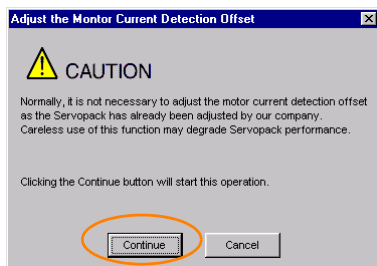 Adjust the Montor Current Detection Offset
CAUTION
Normally, it is not necessary to adjust the motor current detection offset
as the Servopack has already been adjusted by our company.
Careless use of this function may degrade Servopack performance.
Clicking the Continue button will start this operation.
Continue
Cancel